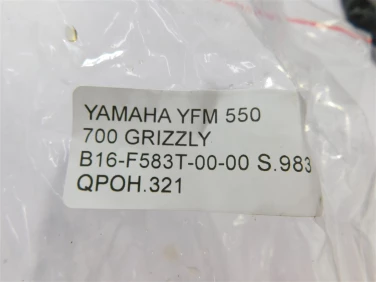 YAMAHA YFM 550
700 GRIZZLY
B16-F583T-00-00 S.983
QPOH.321